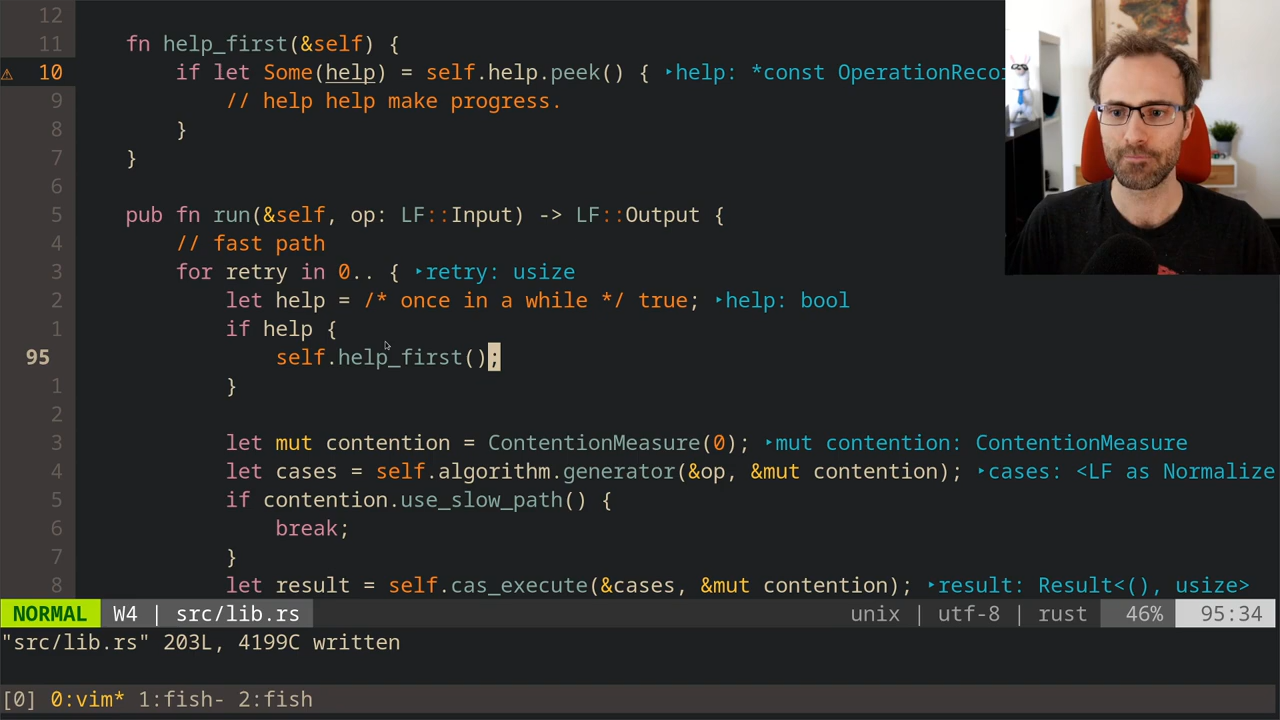 12
11 fn help_first(&self) {
⚠ 10 if let Some(help) = self.help.peek() { ‣help: *const OperationReco
9 // help help make progress.
8 }
7 }
6
5 pub fn run(&self, op: LF::Input) -> LF::Output {
4 // fast path
3 for retry in 0.. { ‣retry: usize
2 let help = /* once in a while */ true; ‣help: bool
1 if help {
95 self.help_first();
1 }
2
3 let mut contention = ContentionMeasure(0); ‣mut contention: ContentionMeasure
4 let cases = self.algorithm.generator(&op, &mut contention); ‣cases: <LF as Normalize
5 if contention.use_slow_path() {
6 break;
7 }
8 let result = self.cas_execute(&cases, &mut contention); ‣result: Result<(), usize>
NORMAL W4 | src/lib.rs unix | utf-8 | rust 46% 95:34
"src/lib.rs" 203L, 4199C written
[0] 0:vim* 1:fish- 2:fish